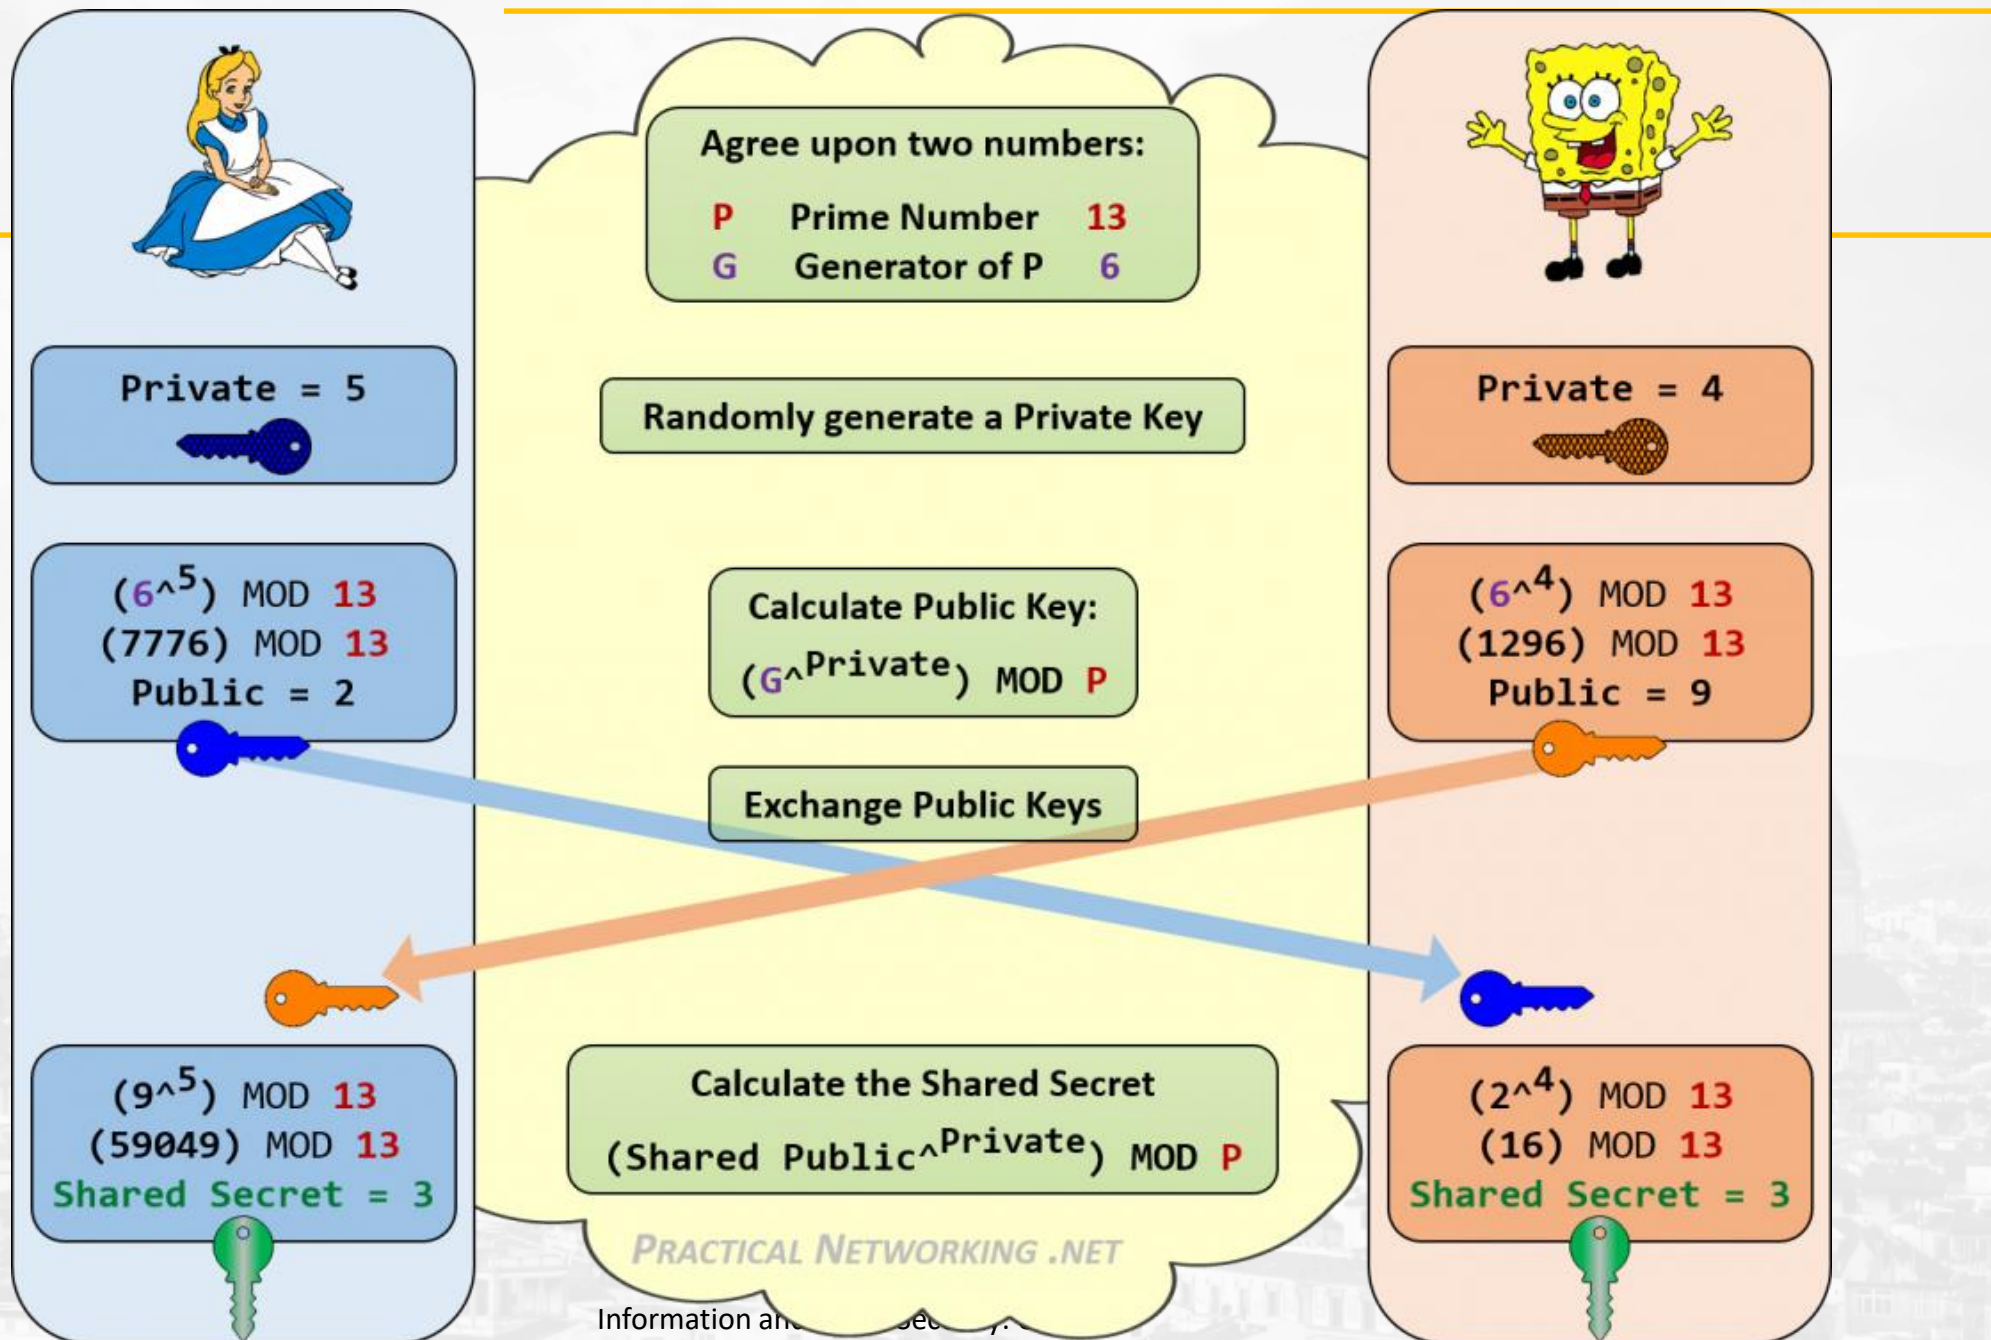 Agree upon two numbers:
P Prime Number 13
G Generator of P 6
Private = 5
Randomly generate a Private Key
Private = 4
(6^5) MOD 13
(7776) MOD 13
Public = 2
Calculate Public Key:
(G^Private) MOD P
(6^4) MOD 13
(1296) MOD 13
Public = 9
Exchange Public Keys
(9^5) MOD 13
(59049) MOD 13
Shared Secret = 3
Calculate the Shared Secret
(Shared Public^Private) MOD P
(2^4) MOD 13
(16) MOD 13
Shared Secret = 3
PRACTICAL NETWORKING .NET
Information